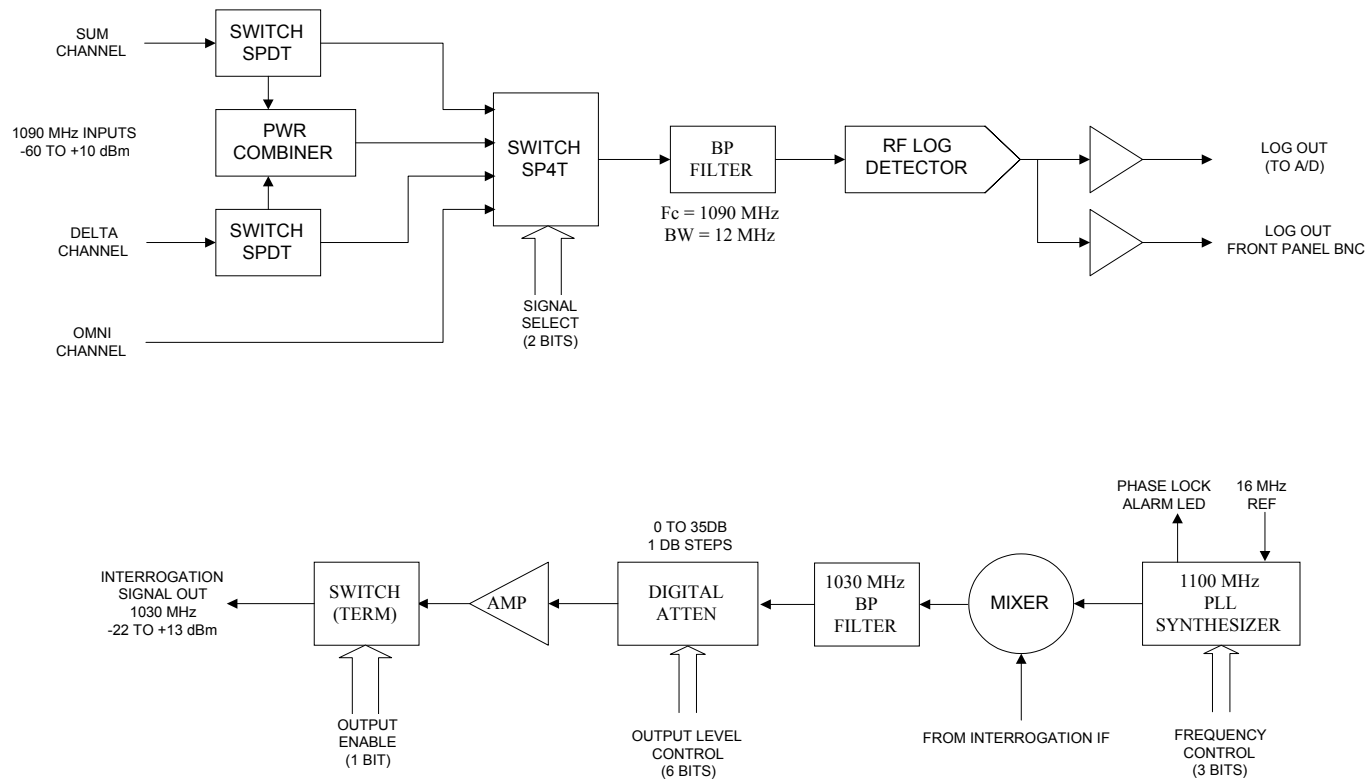 SUM
CHANNEL
SWITCH
SPDT
1090 MHz INPUTS
-60 TO +10 dBm
PWR
COMBINER
DELTA
CHANNEL
SWITCH
SPDT
OMNI
CHANNEL
SWITCH
SP4T
SIGNAL
SELECT
(2 BITS)
BP
FILTER
Fc = 1090 MHz
BW = 12 MHz
RF LOG
DETECTOR
LOG OUT
(TO A/D)
LOG OUT
FRONT PANEL BNC
INTERROGATION
SIGNAL OUT
1030 MHz
-22 TO +13 dBm
SWITCH
(TERM)
OUTPUT
ENABLE
(1 BIT)
AMP
0 TO 35DB
1 DB STEPS
DIGITAL
ATTEN
OUTPUT LEVEL
CONTROL
(6 BITS)
1030 MHz
BP
FILTER
MIXER
FROM INTERROGATION IF
PHASE LOCK
ALARM LED
16 MHz
REF
1100 MHz
PLL
SYNTHESIZER
FREQUENCY
CONTROL
(3 BITS)